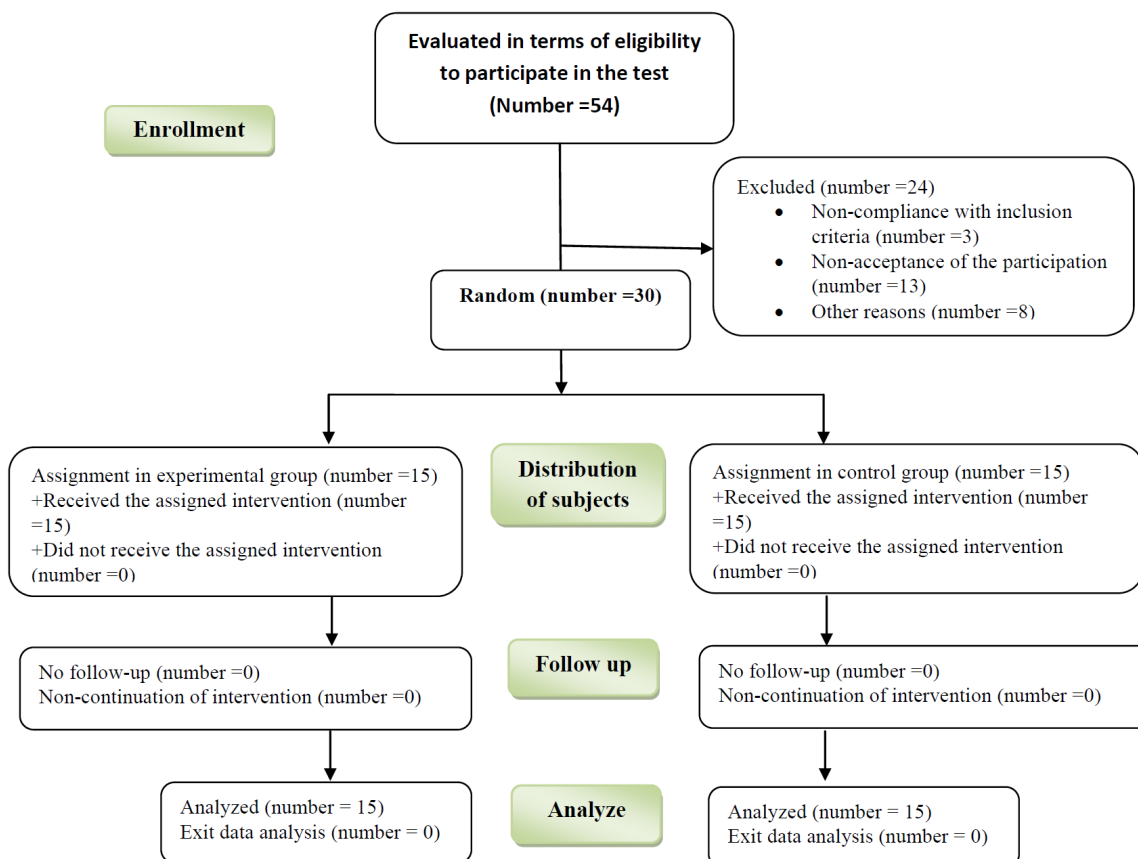 Evaluated in terms of eligibility
to participate in the test
(Number =54)
Enrollment
Excluded (number =24)
• Non-compliance with inclusion
criteria (number =3)
• Non-acceptance of the participation
(number =13)
• Other reasons (number =8)
Random (number =30)
Assignment in experimental group (number =15)
+Received the assigned intervention (number
=15)
+Did not receive the assigned intervention
(number =0)
Distribution
of subjects
Assignment in control group (number =15)
+Received the assigned intervention (number
=15)
+Did not receive the assigned intervention
(number =0)
No follow-up (number =0)
Non-continuation of intervention (number =0)
Follow up
No follow-up (number =0)
Non-continuation of intervention (number =0)
Analyzed (number = 15)
Exit data analysis (number = 0)
Analyze
Analyzed (number = 15)
Exit data analysis (number = 0)